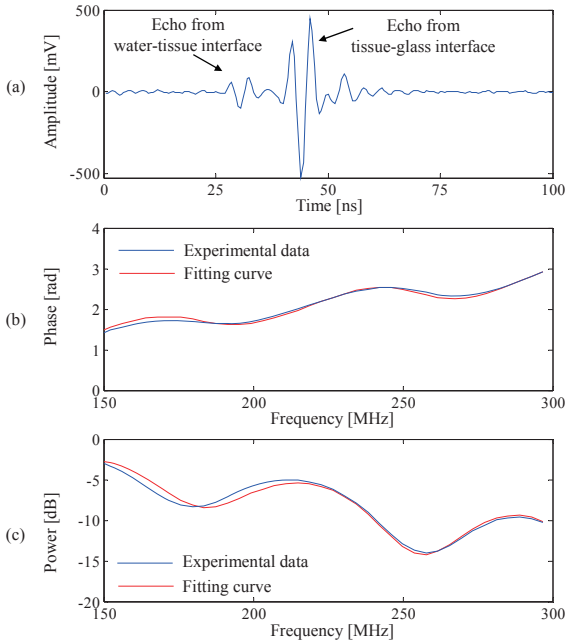 (a)
Amplitude [mV]
500
0
-500
Echo from
water-tissue interface
Echo from
tissue-glass interface
0
25
50
75
100
Time [ns]
(b)
Phase [rad]
4
3
2
1
0
Experimental data
Fitting curve
150
200
250
300
Frequency [MHz]
(c)
Power [dB]
0
-5
-10
-15
-20
Experimental data
Fitting curve
150
200
250
300
Frequency [MHz]